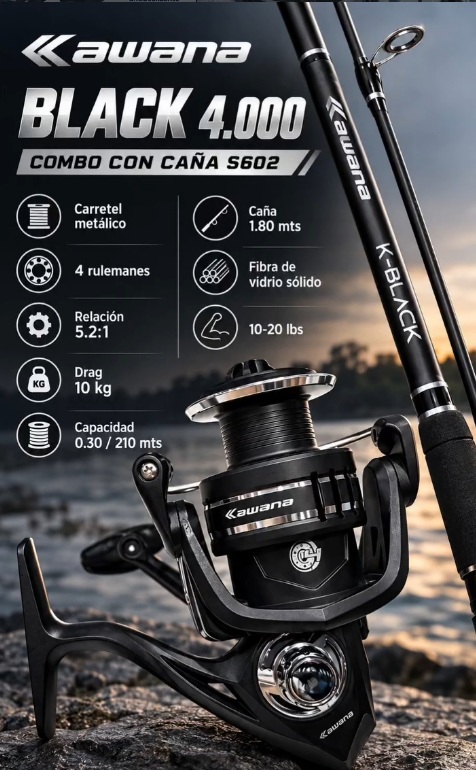 Kawana
BLACK 4.000
COMBO CON CAÑA S602
Carretel
metálico
4 rulemanes
Relación
5.2:1
KG
Drag
10 kg
Capacidad
0.30 / 210 mts
Caña
1.80 mts
Fibra de
vidrio sólido
10-20 lbs
Kawana
K-BLACK
Kawana
Kawana